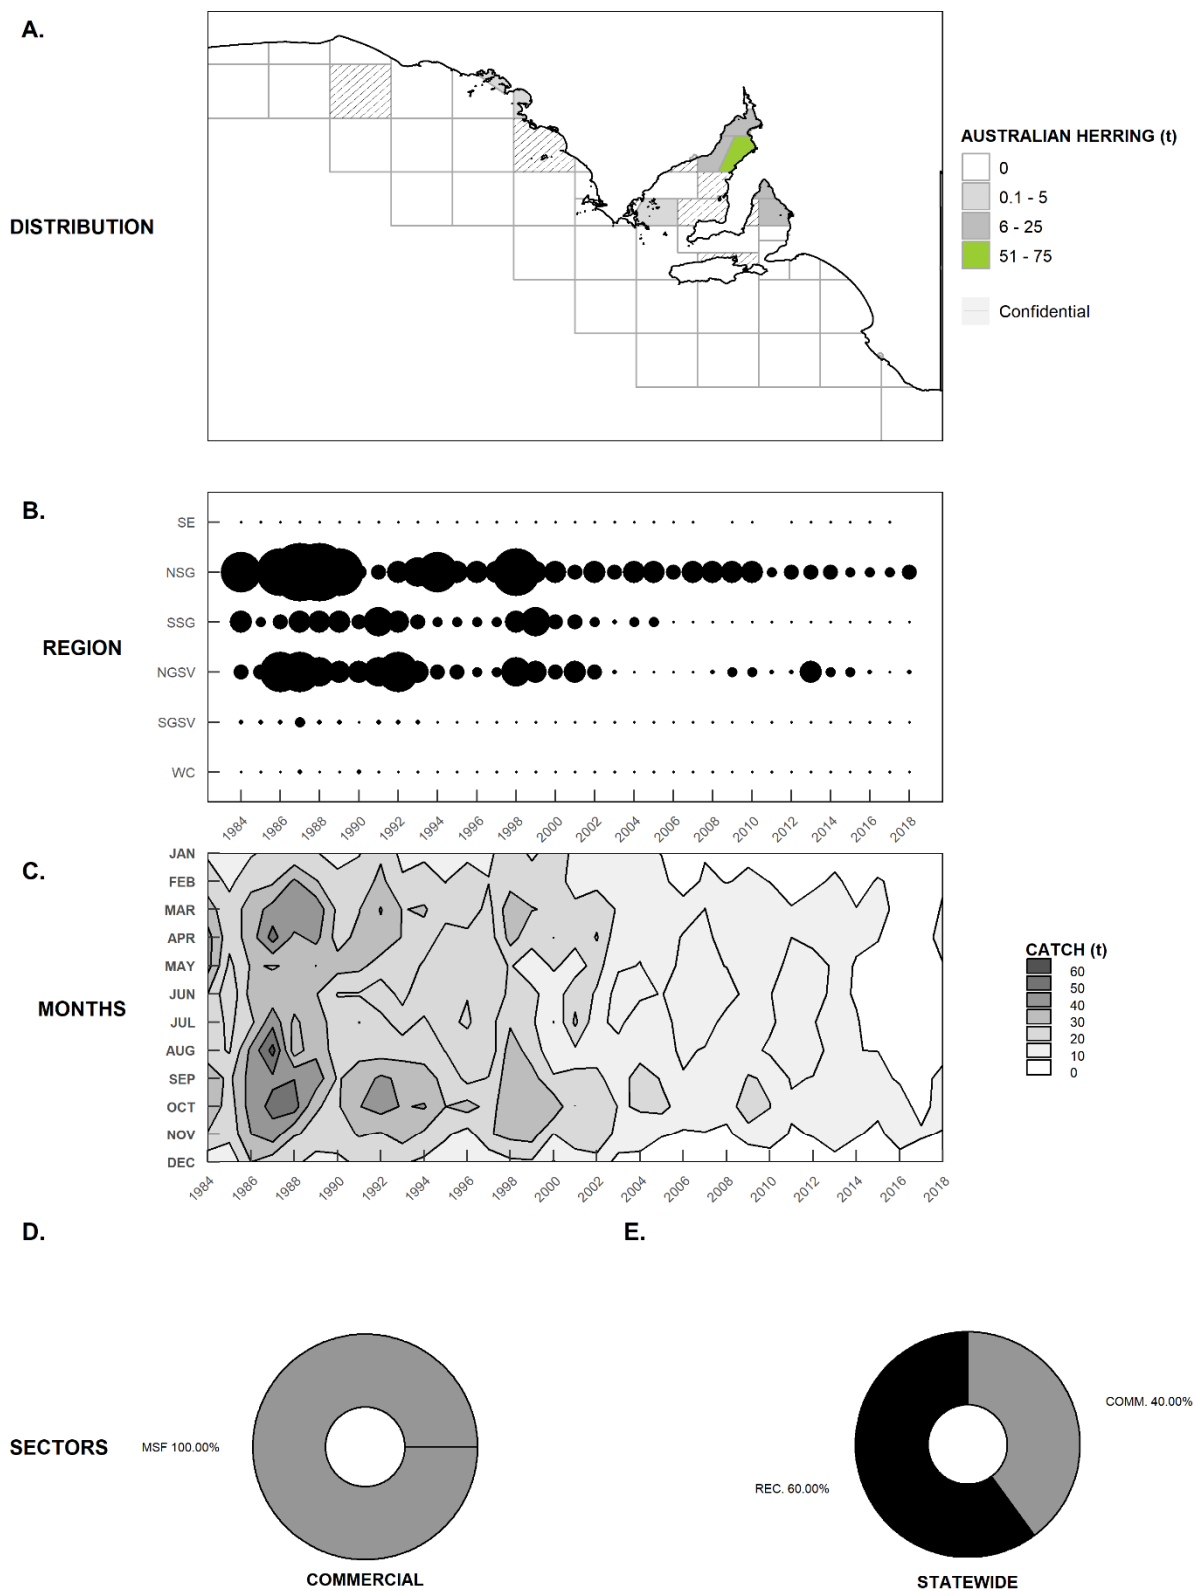 A.
DISTRIBUTION
AUSTRALIAN HERRING (t)
0
0.1 - 5
6 - 25
51 - 75
Confidential
B.
REGION
SE
NSG
SSG
NGSV
SGSV
WC
1984 1986 1988 1990 1992 1994 1996 1998 2000 2002 2004 2006 2008 2010 2012 2014 2016 2018
C.
MONTHS
JAN
FEB
MAR
APR
MAY
JUN
JUL
AUG
SEP
OCT
NOV
DEC
1984 1986 1988 1990 1992 1994 1996 1998 2000 2002 2004 2006 2008 2010 2012 2014 2016 2018
CATCH (t)
60
50
40
30
20
10
0
D.
E.
SECTORS
MSF 100.00%
COMMERCIAL
COMM. 40.00%
REC. 60.00%
STATEWIDE